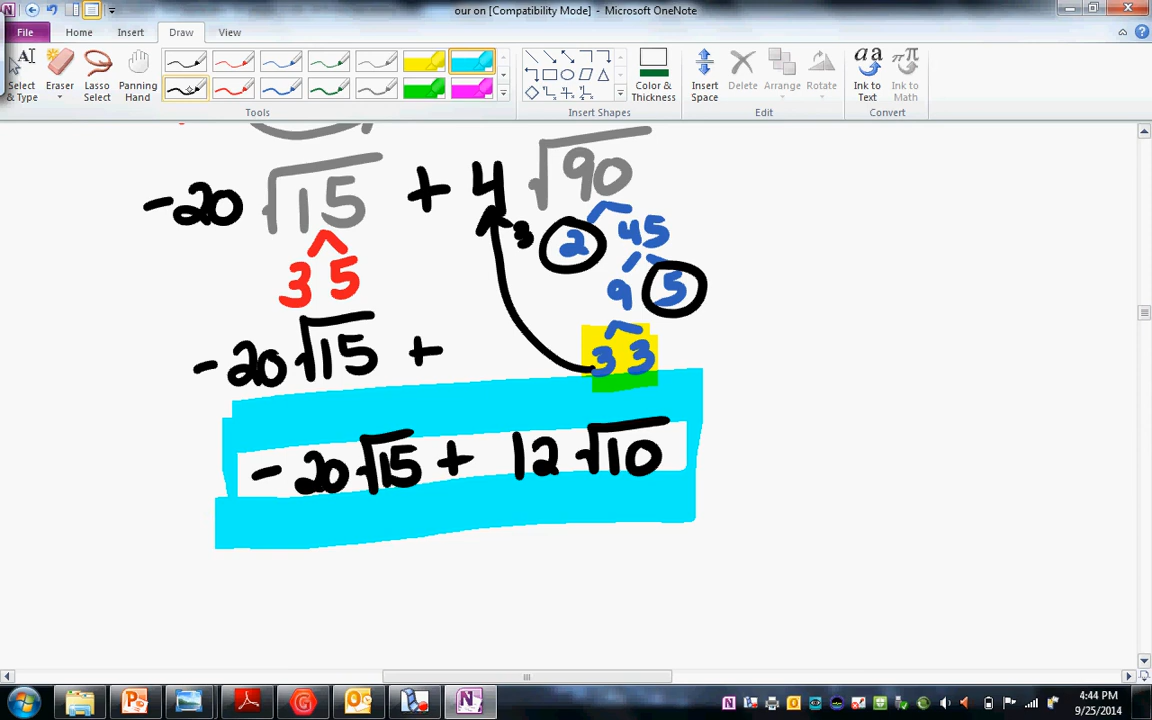 our on [Compatibility Mode] - Microsoft OneNote
File Home Insert Draw View
Select & Type
Eraser
Lasso Select
Panning Hand
Color & Thickness
Insert Space
Delete
Arrange
Rotate
Ink to Text
Ink to Math
Tools
Insert Shapes
Edit
Convert
-20 √15 + 4 √90
3
2 45
3 5
9 5
-20√15 +
3 3
-20√15 + 12√10
4:44 PM
9/25/2014